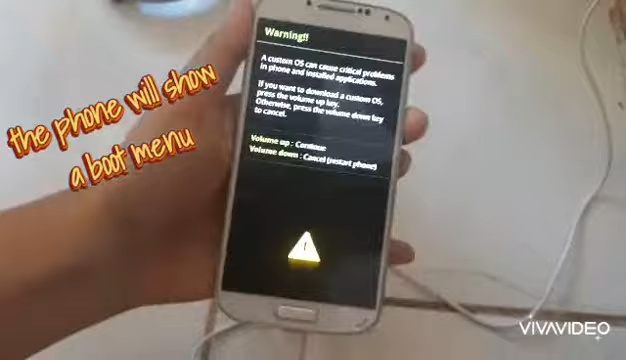 the phone will show
a boot menu
Warning!!
A custom OS can cause critical problems
in phone and installed applications.
If you want to download a custom OS,
press the volume up key.
Otherwise, press the volume down key
to cancel.
Volume up : Continue
Volume down : Cancel (restart phone)
VIVAVIDEO